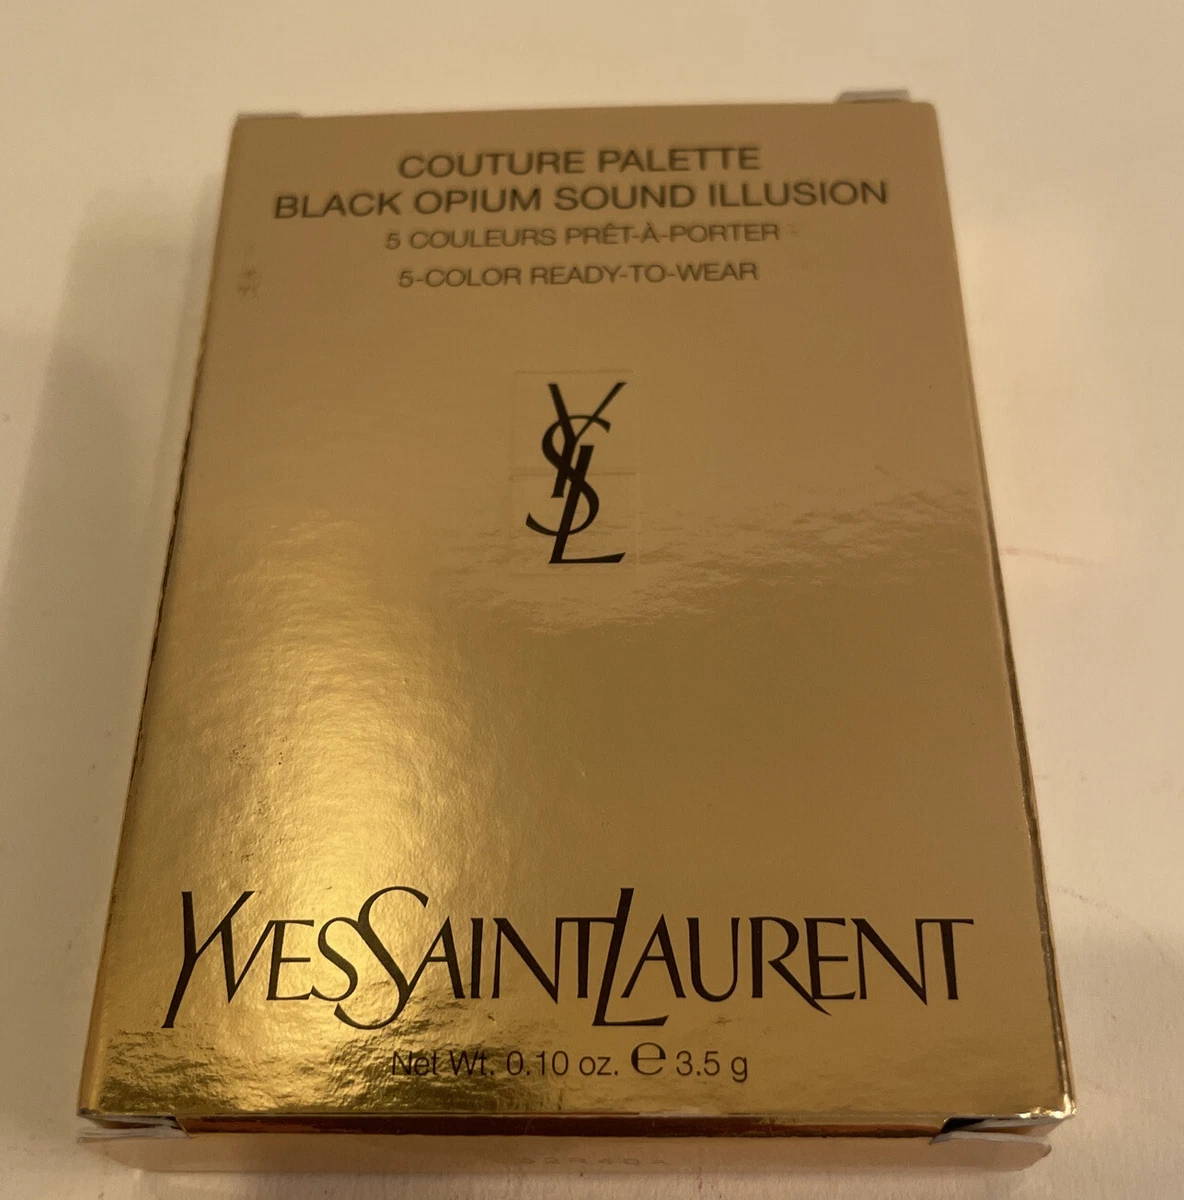 COUTURE PALETTE
BLACK OPIUM SOUND ILLUSION
5 COULEURS PRÊT-À-PORTER
5-COLOR READY-TO-WEAR
YSL
YVESSAINTLAURENT
Net Wt. 0.10 oz. ℮ 3.5 g